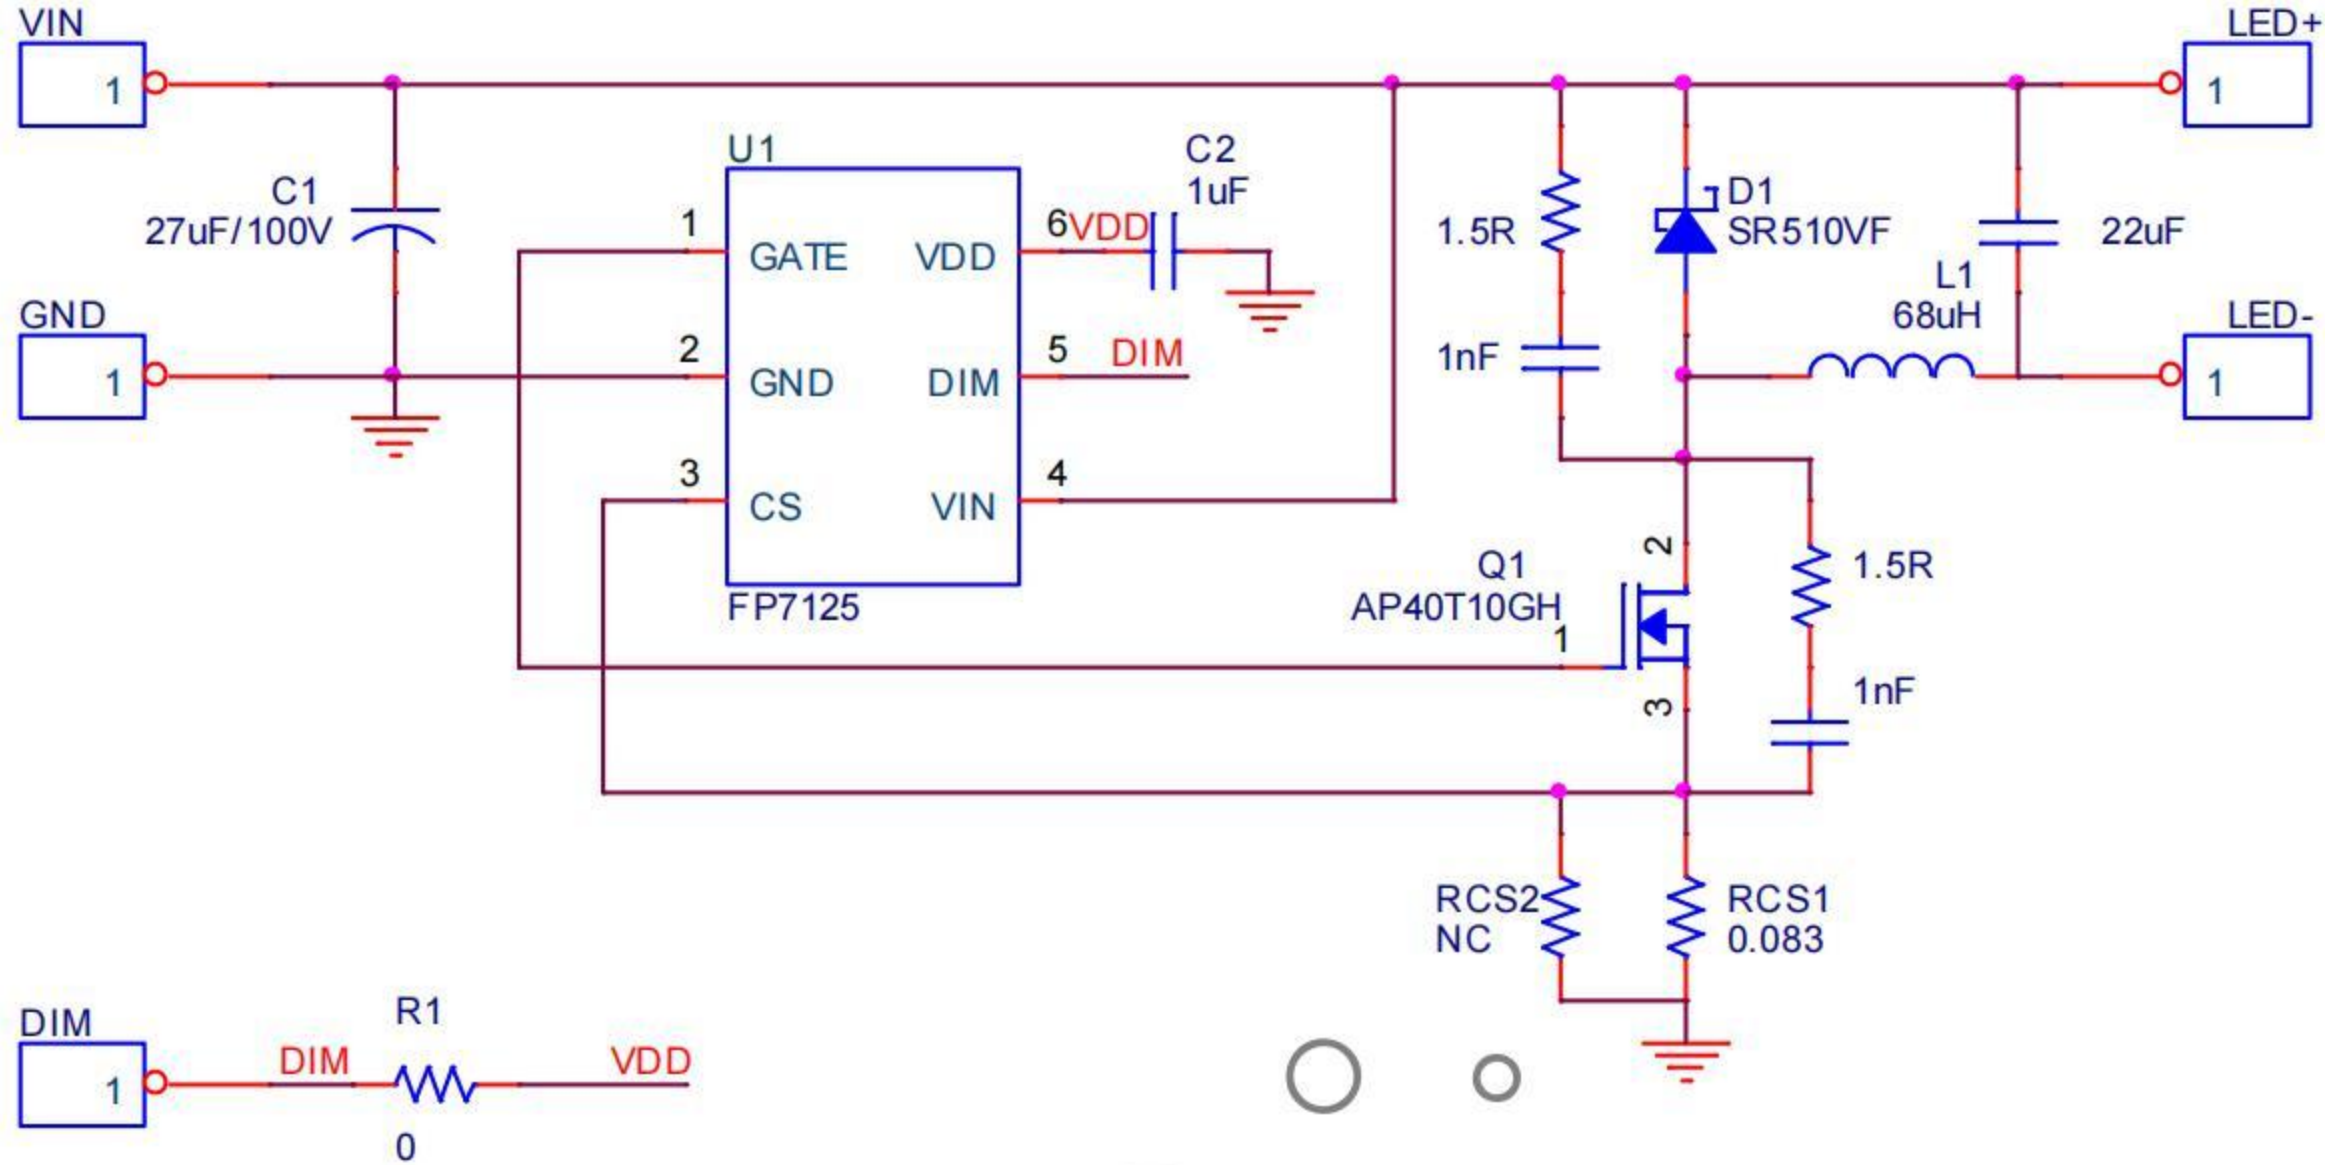 VIN
LED+
1
1
U1
C2
1uF
C1
27uF/100V
D1
SR510VF
1.5R
22uF
1
GATE
VDD
6
VDD
L1
68uH
GND
LED-
1
2
GND
DIM
5
DIM
1nF
1
3
CS
VIN
4
FP7125
2
Q1
AP40T10GH
1
1.5R
3
1nF
RCS2
NC
RCS1
0.083
DIM
1
DIM
R1
0
VDD